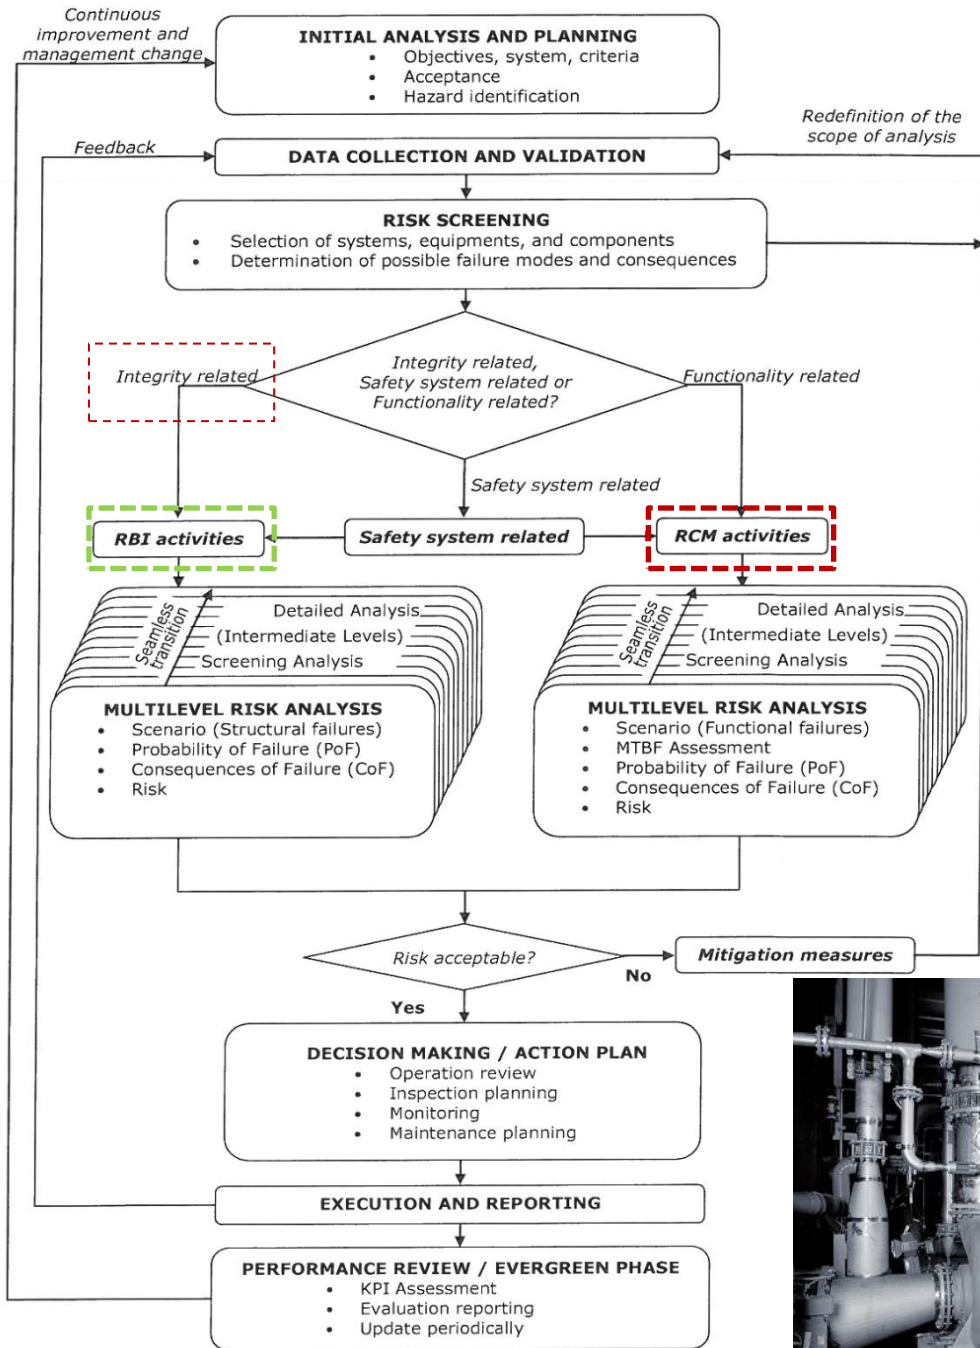 Continuous
improvement and
management change
INITIAL ANALYSIS AND PLANNING
• Objectives, system, criteria
• Acceptance
• Hazard identification
Redefinition of the
scope of analysis
Feedback
DATA COLLECTION AND VALIDATION
RISK SCREENING
• Selection of systems, equipments, and components
• Determination of possible failure modes and consequences
Integrity related
Integrity related,
Safety system related or
Functionality related?
Functionality related
Safety system related
RBI activities
Safety system related
RCM activities
Seamless
transition
Detailed Analysis
(Intermediate Levels)
Screening Analysis
MULTILEVEL RISK ANALYSIS
• Scenario (Structural failures)
• Probability of Failure (PoF)
• Consequences of Failure (CoF)
• Risk
Seamless
transition
Detailed Analysis
(Intermediate Levels)
Screening Analysis
MULTILEVEL RISK ANALYSIS
• Scenario (Functional failures)
• MTBF Assessment
• Probability of Failure (PoF)
• Consequences of Failure (CoF)
• Risk
Risk acceptable?
No
Mitigation measures
Yes
DECISION MAKING / ACTION PLAN
• Operation review
• Inspection planning
• Monitoring
• Maintenance planning
EXECUTION AND REPORTING
PERFORMANCE REVIEW / EVERGREEN PHASE
• KPI Assessment
• Evaluation reporting
• Update periodically